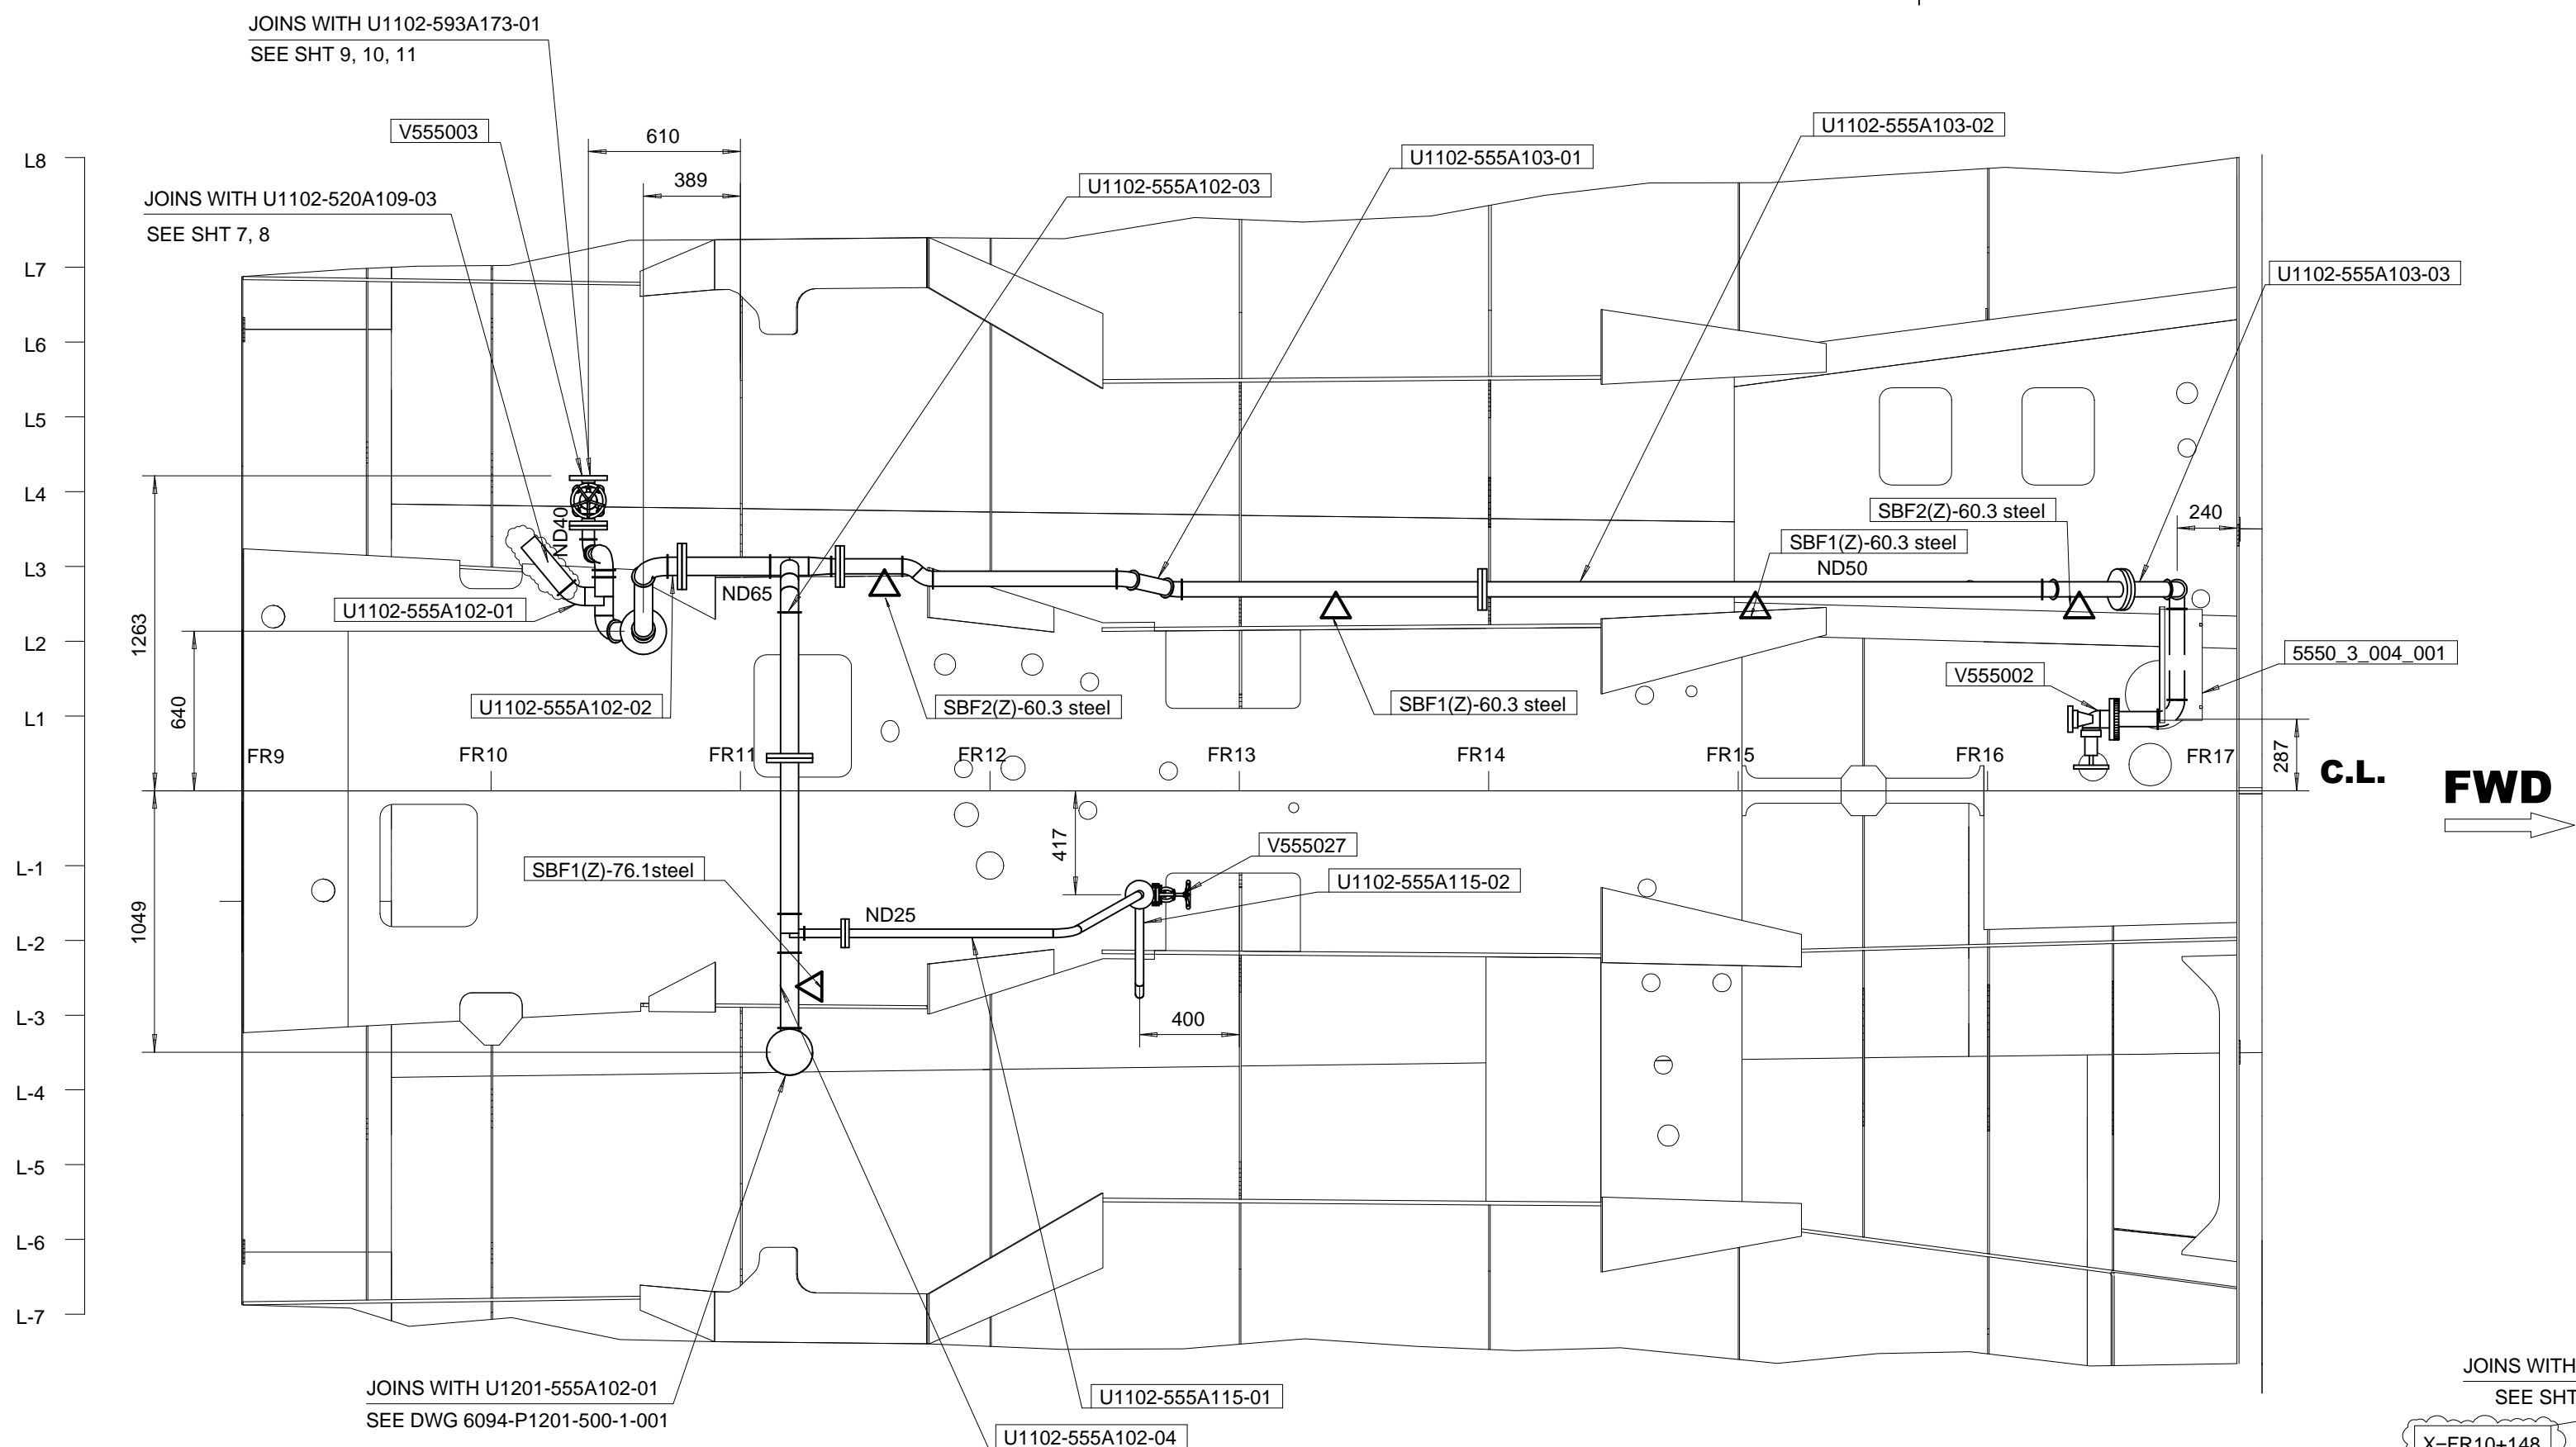 JOINS WITH U1102-593A173-01
SEE SHT 9, 10, 11
V555003
610
U1102-555A103-02
U1102-555A103-01
L8
389
U1102-555A102-03
JOINS WITH U1102-520A109-03
SEE SHT 7, 8
L7
U1102-555A103-03
L6
L5
L4
ND40
SBF2(Z)-60.3 steel
240
SBF1(Z)-60.3 steel
L3
ND50
ND65
U1102-555A102-01
1263
L2
5550_3_004_001
V555002
640
L1
U1102-555A102-02
SBF2(Z)-60.3 steel
SBF1(Z)-60.3 steel
FR9
FR10
FR11
FR12
FR13
FR14
FR15
FR16
FR17
287
C.L.
FWD
417
V555027
L-1
SBF1(Z)-76.1steel
U1102-555A115-02
1049
ND25
L-2
L-3
400
L-4
L-5
L-6
L-7
JOINS WITH
JOINS WITH U1201-555A102-01
SEE DWG 6094-P1201-500-1-001
U1102-555A115-01
SEE SHT
U1102-555A102-04
X=FR10+148